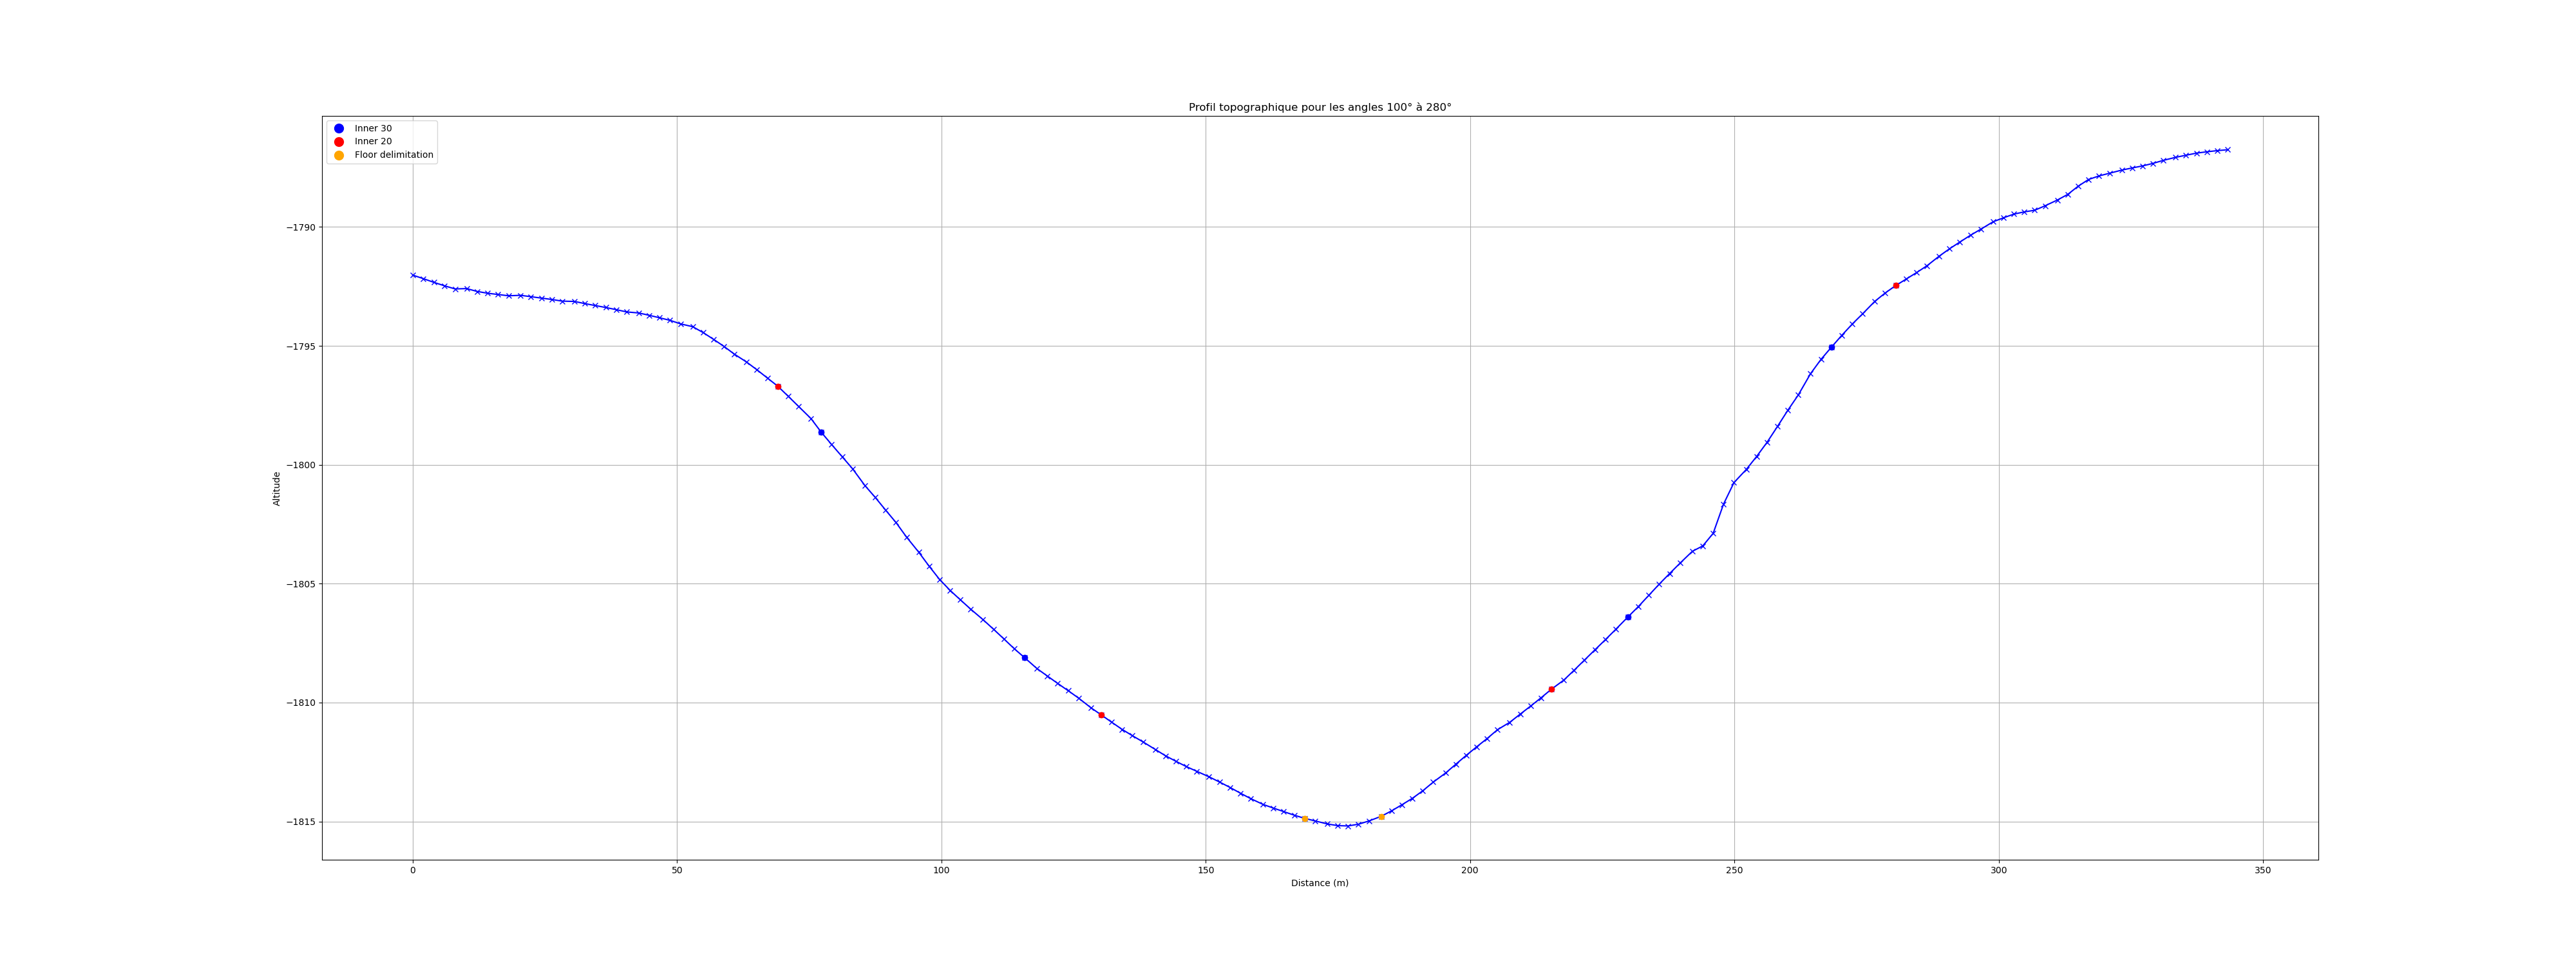 Profil topographique pour les angles 100° à 280°
Inner 30
Inner 20
Floor delimitation
−1790
−1795
−1800
−1805
−1810
−1815
Altitude
0 50 100 150 200 250 300 350
Distance (m)